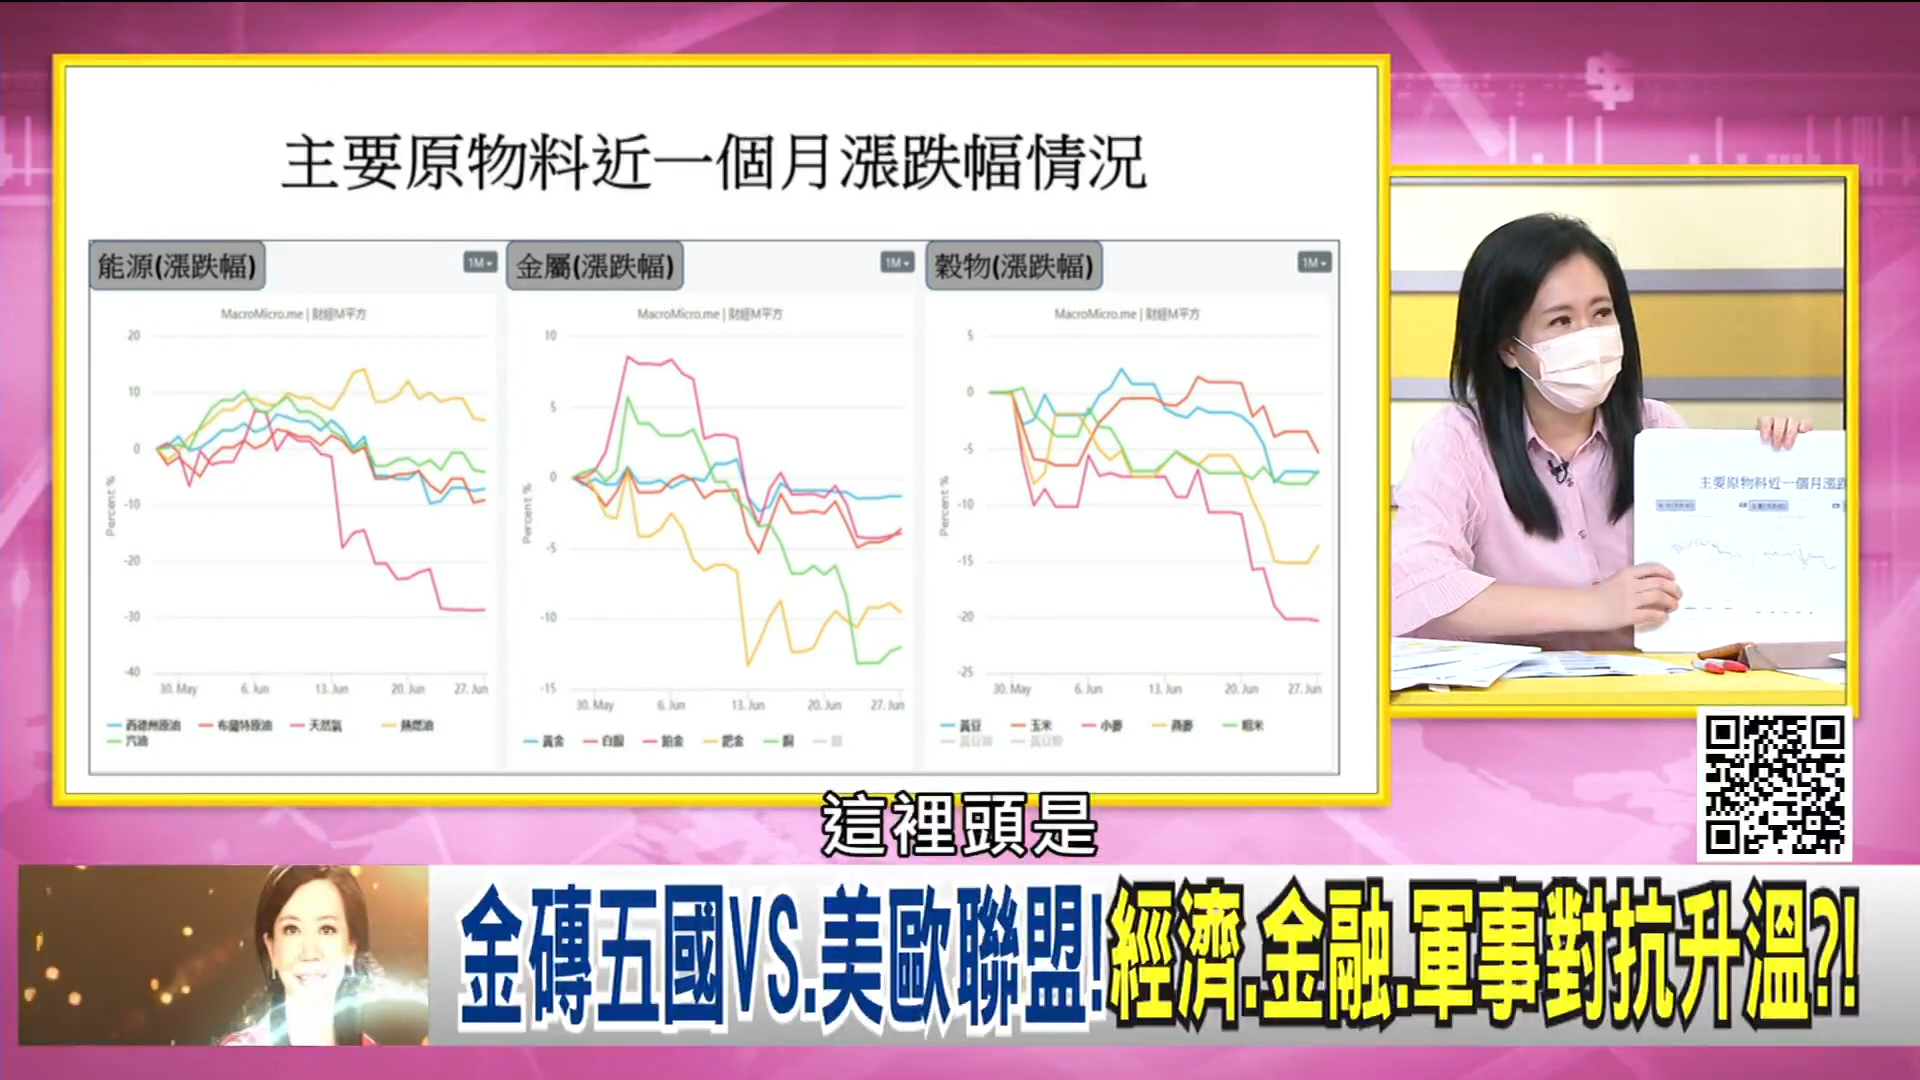 主要原物料近一個月漲跌幅情況
能源(漲跌幅)
1M
MacroMicro.me | 財經M平方
20
10
0
-10
-20
-30
-40
Percent %
30. May
6. Jun
13. Jun
20. Jun
27. Jun
西德州原油
布蘭特原油
天然氣
熱燃油
汽油
金屬(漲跌幅)
1M
MacroMicro.me | 財經M平方
10
5
0
-5
-10
-15
Percent %
30. May
6. Jun
13. Jun
20. Jun
27. Jun
黃金
白銀
鉑金
鈀金
銅
穀物(漲跌幅)
1M
MacroMicro.me | 財經M平方
5
0
-5
-10
-15
-20
-25
Percent %
30. May
6. Jun
13. Jun
20. Jun
27. Jun
黃豆
玉米
小麥
燕麥
粗米
主要原物料近一個月漲跌
這裡頭是
金磚五國VS.美歐聯盟!經濟.金融.軍事對抗升溫?!